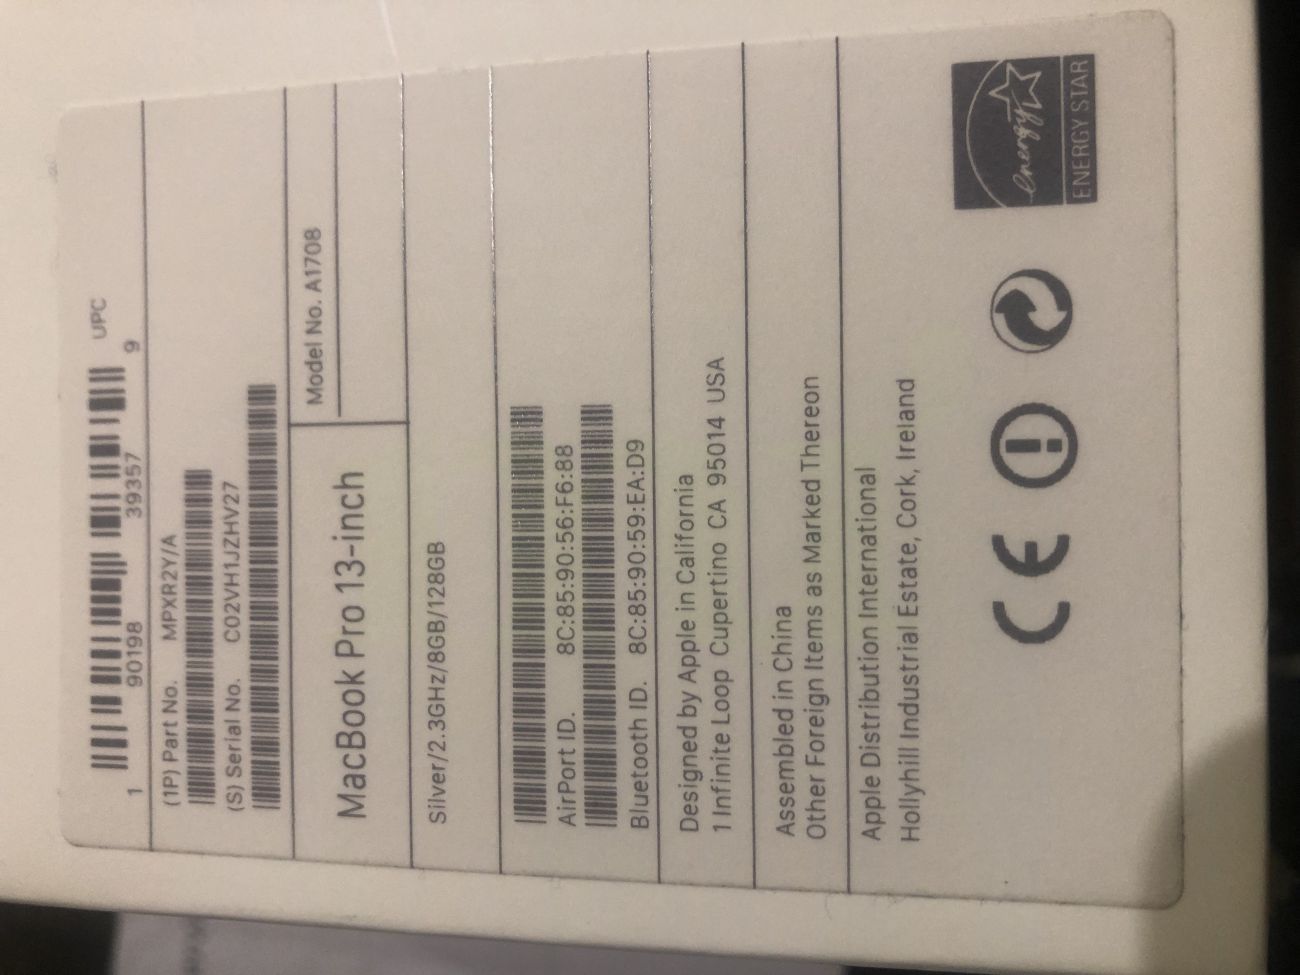 UPC
1 90198 39357 9
(1P) Part No. MPXR2Y/A
(S) Serial No. C02VH1JZHV27
MacBook Pro 13-inch
Model No. A1708
Silver/2.3GHz/8GB/128GB
AirPort ID. 8C:85:90:56:F6:88
Bluetooth ID. 8C:85:90:59:EA:D9
Designed by Apple in California
1 Infinite Loop Cupertino CA 95014 USA
Assembled in China
Other Foreign Items as Marked Thereon
Apple Distribution International
Hollyhill Industrial Estate, Cork, Ireland
CE
energy
ENERGY STAR